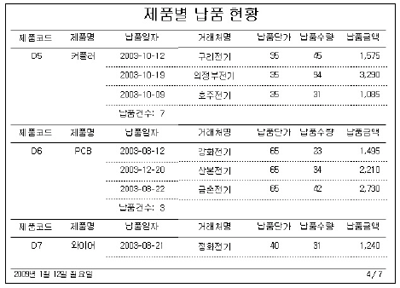 제품별 납품 현황
제품코드 제품명 납품일자 거래처명 납품단가 납품수량 납품금액
D5 커플러 2003-10-12 구리전기 35 45 1,575
2003-10-19 의정부전기 35 94 3,290
2003-10-09 호주전기 35 31 1,085
납품건수: 7
제품코드 제품명 납품일자 거래처명 납품단가 납품수량 납품금액
D6 PCB 2003-08-12 강화전기 65 23 1,495
2003-12-20 산본전기 65 34 2,210
2003-08-22 금순전기 65 42 2,730
납품건수: 3
제품코드 제품명 납품일자 거래처명 납품단가 납품수량 납품금액
D7 와이어 2003-08-21 정화전기 40 31 1,240
2009년 1월 12일 월요일 4 / 7